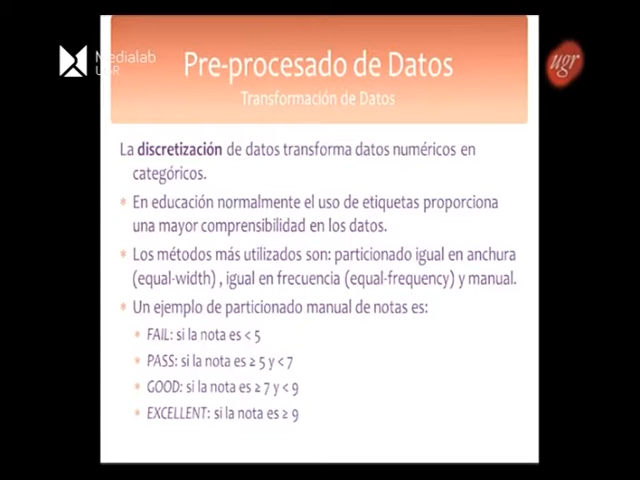 Medialab
UGR
ugr
Pre-procesado de Datos
Transformación de Datos
La discretización de datos transforma datos numéricos en
categóricos.
* En educación normalmente el uso de etiquetas proporciona
una mayor comprensibilidad en los datos.
* Los métodos más utilizados son: particionado igual en anchura
(equal-width) , igual en frecuencia (equal-frequency) y manual.
* Un ejemplo de particionado manual de notas es:
* FAIL: si la nota es < 5
* PASS: si la nota es ≥ 5 y < 7
* GOOD: si la nota es ≥ 7 y < 9
* EXCELLENT: si la nota es ≥ 9